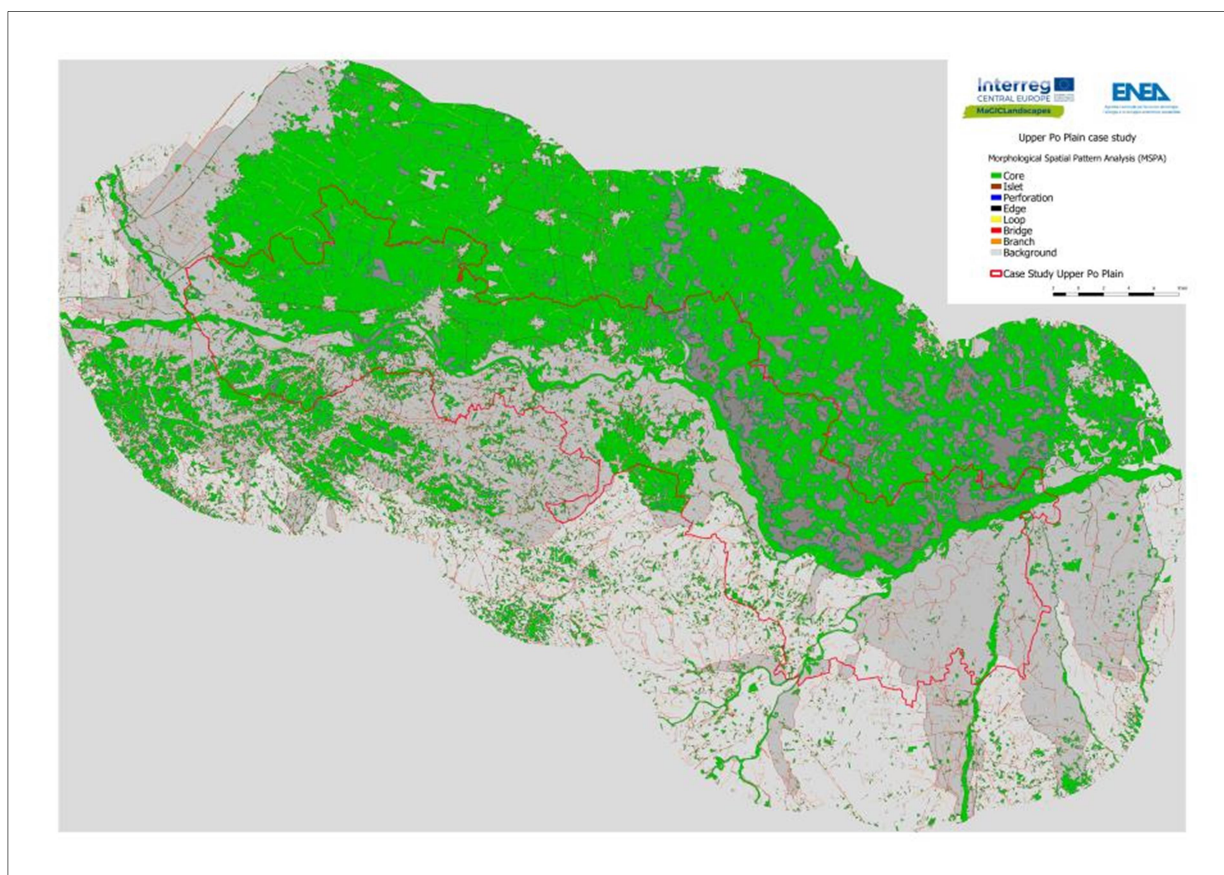 Interreg
CENTRAL EUROPE
MaGICLandscapes
ENEA
Upper Po Plain case study
Morphological Spatial Pattern Analysis (MSPA)
Core
Islet
Perforation
Edge
Loop
Bridge
Branch
Background
Case Study Upper Po Plain